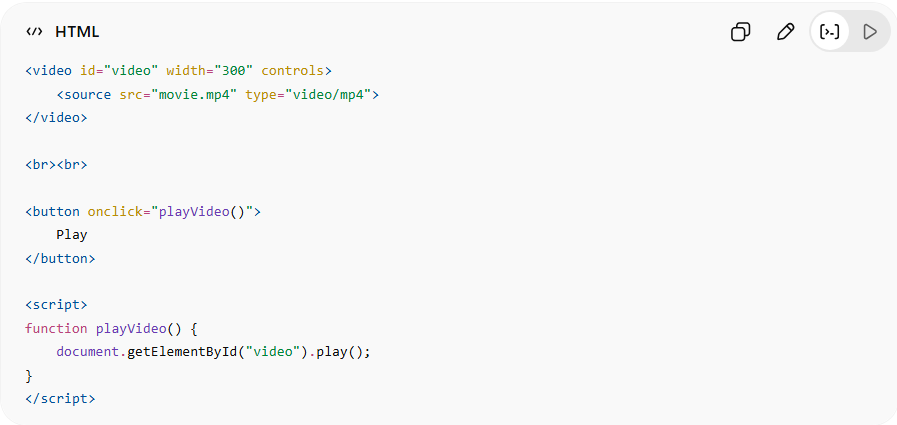 HTML
<video id="video" width="300" controls>
    <source src="movie.mp4" type="video/mp4">
</video>

<br><br>

<button onclick="playVideo()">
    Play
</button>

<script>
function playVideo() {
    document.getElementById("video").play();
}
</script>